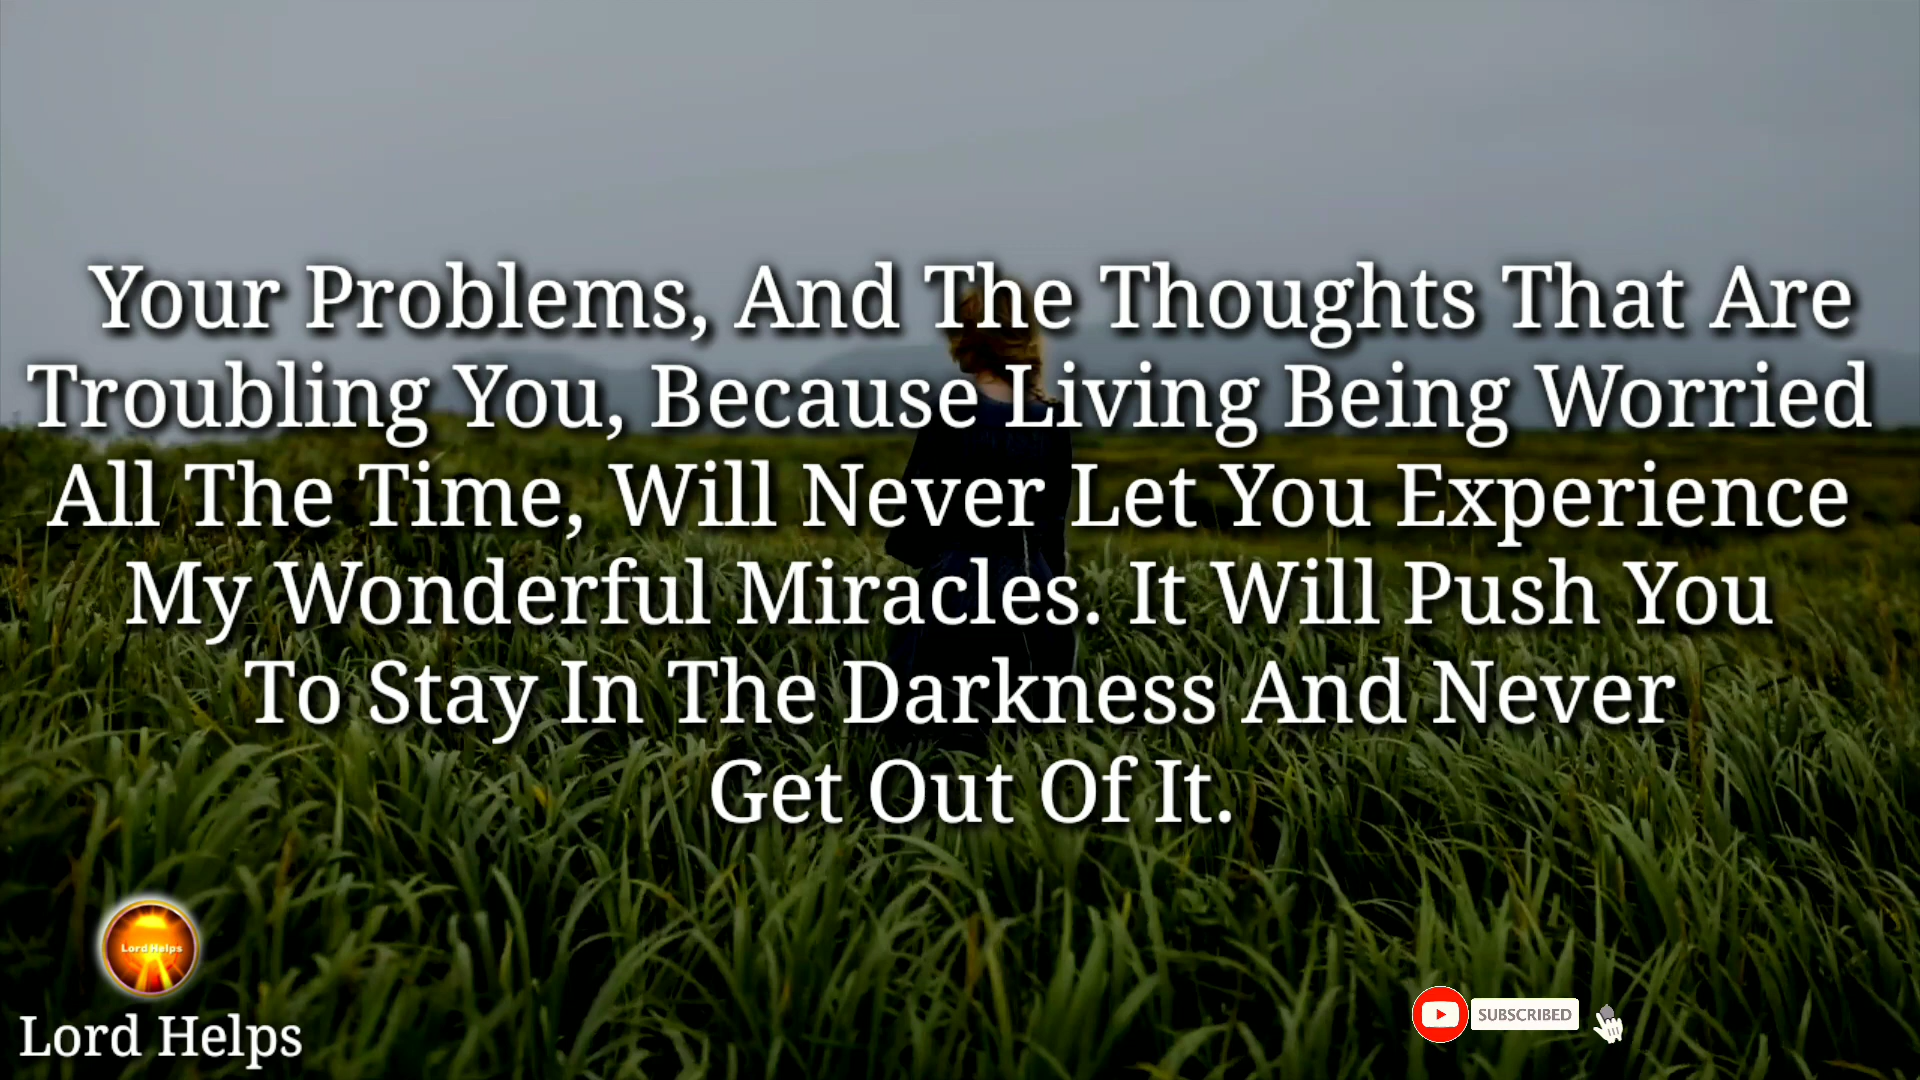 Your Problems, And The Thoughts That Are
Troubling You, Because Living Being Worried
All The Time, Will Never Let You Experience
My Wonderful Miracles. It Will Push You
To Stay In The Darkness And Never
Get Out Of It.
Lord Helps
Lord Helps
SUBSCRIBED